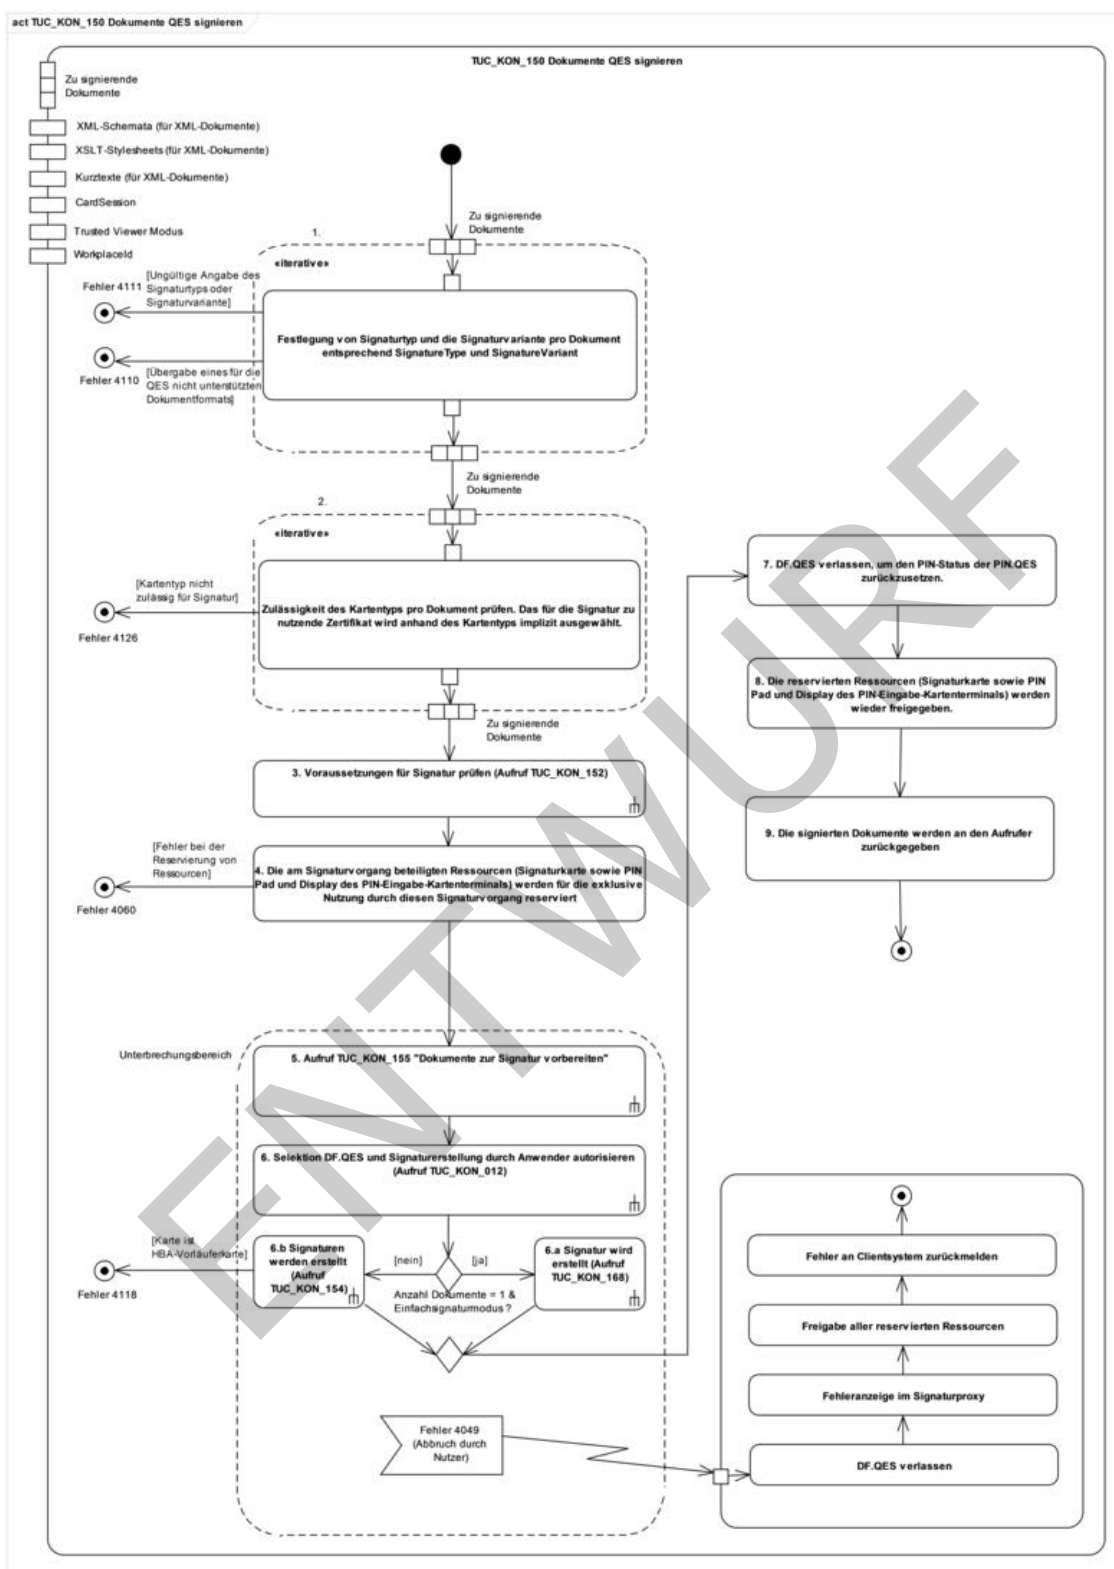 act TUC_KON_150 Dokumente QES signieren
TUC_KON_150 Dokumente QES signieren
Zu signierende
Dokumente
XML-Schemata (für XML-Dokumente)
XSLT-Stylesheets (für XML-Dokumente)
Kurztexte (für XML-Dokumente)
CardSession
Trusted Viewer Modus
WorkplaceId
Zu signierende
Dokumente
1.
«iterative»
[Ungültige Angabe des
Signaturtyps oder
Signaturvariante]
Fehler 4111
Festlegung von Signaturtyp und die Signaturvariante pro Dokument
entsprechend SignatureType und SignatureVariant
Fehler 4110
[Übergabe eines für die
QES nicht unterstützten
Dokumentformats]
Zu signierende
Dokumente
2.
«iterative»
[Kartentyp nicht
zulässig für Signatur]
Fehler 4126
Zulässigkeit des Kartentyps pro Dokument prüfen. Das für die Signatur zu
nutzende Zertifikat wird anhand des Kartentyps implizit ausgewählt.
Zu signierende
Dokumente
3. Voraussetzungen für Signatur prüfen (Aufruf TUC_KON_152)
[Fehler bei der
Reservierung von
Ressourcen]
Fehler 4060
4. Die am Signaturvorgang beteiligten Ressourcen (Signaturkarte sowie PIN
Pad und Display des PIN-Eingabe-Kartenterminals) werden für die exklusive
Nutzung durch diesen Signaturvorgang reserviert
Unterbrechungsbereich
5. Aufruf TUC_KON_155 "Dokumente zur Signatur vorbereiten"
6. Selektion DF.QES und Signaturerstellung durch Anwender autorisieren
(Aufruf TUC_KON_012)
[Karte ist
HBA-Vorläuferkarte]
Fehler 4118
6.b Signaturen
werden erstellt
(Aufruf
TUC_KON_154)
[nein]
[ja]
Anzahl Dokumente = 1 &
Einfachsignaturmodus ?
6.a Signatur wird
erstellt (Aufruf
TUC_KON_168)
Fehler 4049
(Abbruch durch
Nutzer)
7. DF.QES verlassen, um den PIN-Status der PIN.QES
zurückzusetzen.
8. Die reservierten Ressourcen (Signaturkarte sowie PIN
Pad und Display des PIN-Eingabe-Kartenterminals) werden
wieder freigegeben.
9. Die signierten Dokumente werden an den Aufrufer
zurückgegeben
Fehler an Clientsystem zurückmelden
Freigabe aller reservierten Ressourcen
Fehleranzeige im Signaturproxy
DF.QES verlassen
ENTWURF